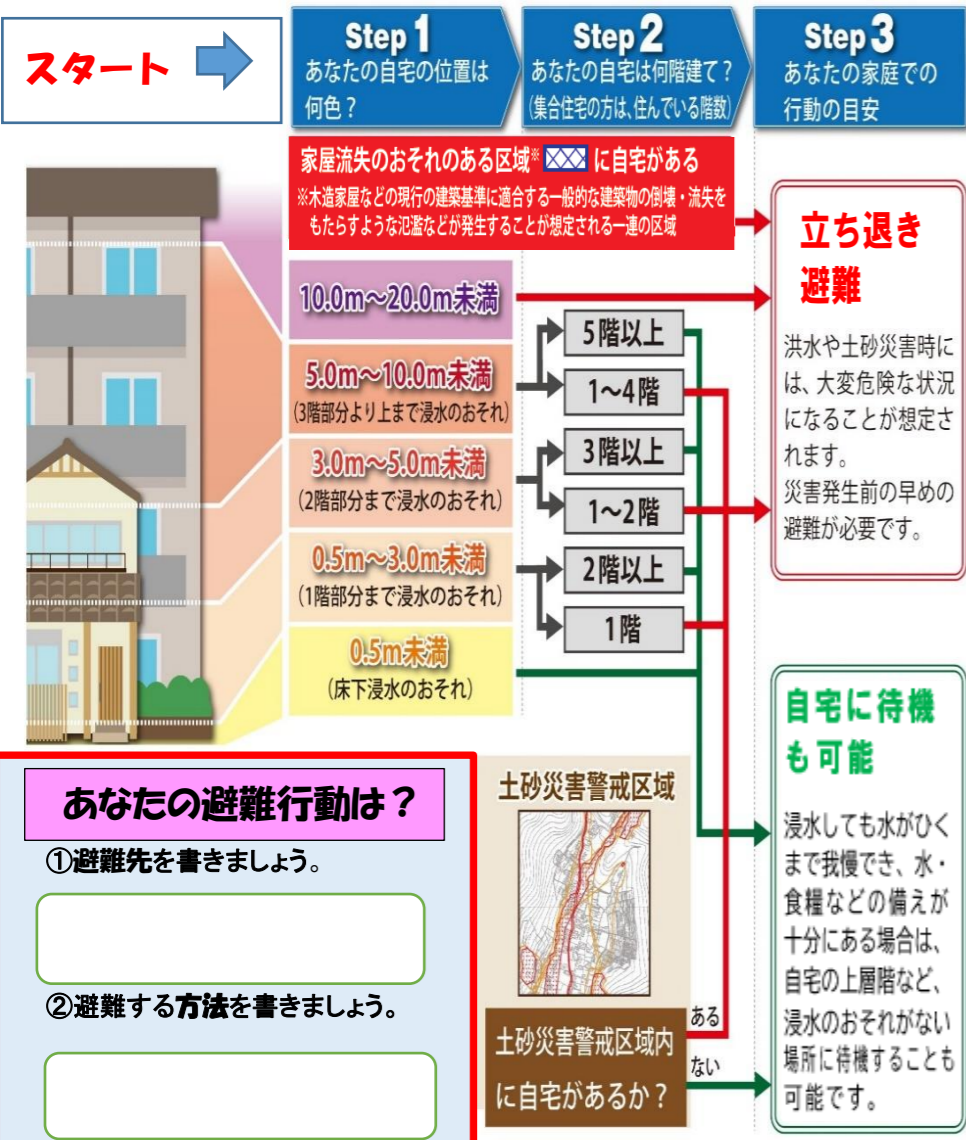 スタート
Step 1
あなたの自宅の位置は
何色？
Step 2
あなたの自宅は何階建て？
(集合住宅の方は、住んでいる階数)
Step 3
あなたの家庭での
行動の目安
家屋流失のおそれのある区域※ に自宅がある
※木造家屋などの現行の建築基準に適合する一般的な建築物の倒壊・流失を
もたらすような氾濫などが発生することが想定される一連の区域
10.0m～20.0m未満
5.0m～10.0m未満
(3階部分より上まで浸水のおそれ)
3.0m～5.0m未満
(2階部分まで浸水のおそれ)
0.5m～3.0m未満
(1階部分まで浸水のおそれ)
0.5m未満
(床下浸水のおそれ)
5階以上
1～4階
3階以上
1～2階
2階以上
1階
立ち退き
避難
洪水や土砂災害時に
は、大変危険な状況
になることが想定さ
れます。
災害発生前の早めの
避難が必要です。
自宅に待機
も可能
浸水しても水がひく
まで我慢でき、水・
食糧などの備えが
十分にある場合は、
自宅の上層階など、
浸水のおそれがない
場所に待機することも
可能です。
土砂災害警戒区域
土砂災害警戒区域内
に自宅があるか？
ある
ない
あなたの避難行動は？
①避難先を書きましょう。
②避難する方法を書きましょう。